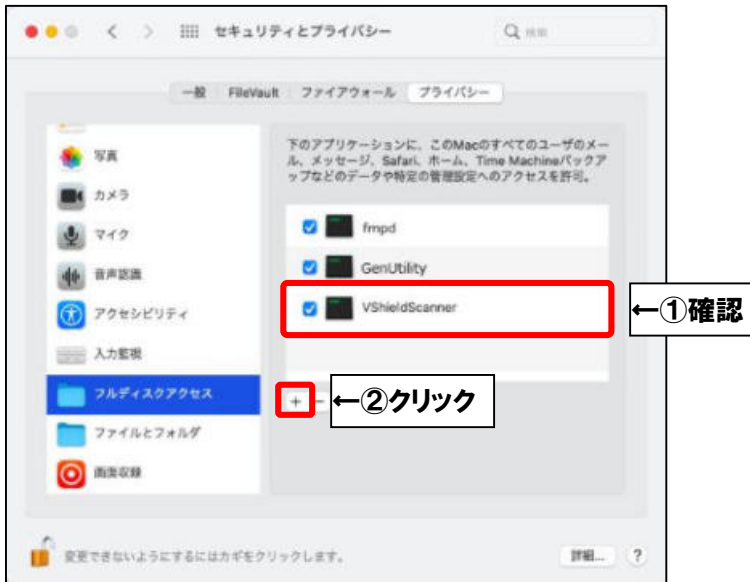 セキュリティとプライバシー
検索
一般 FileVault ファイアウォール プライバシー
下のアプリケーションに、このMacのすべてのユーザのメー
ル、メッセージ、Safari、ホーム、Time Machineバックア
ップなどのデータや特定の管理設定へのアクセスを許可。
写真
カメラ
マイク
音声認識
アクセシビリティ
入力監視
フルディスクアクセス
ファイルとフォルダ
画面収録
fmpd
GenUtility
VShieldScanner
←①確認
+ −
←②クリック
変更できないようにするにはカギをクリックします。
詳細... ?